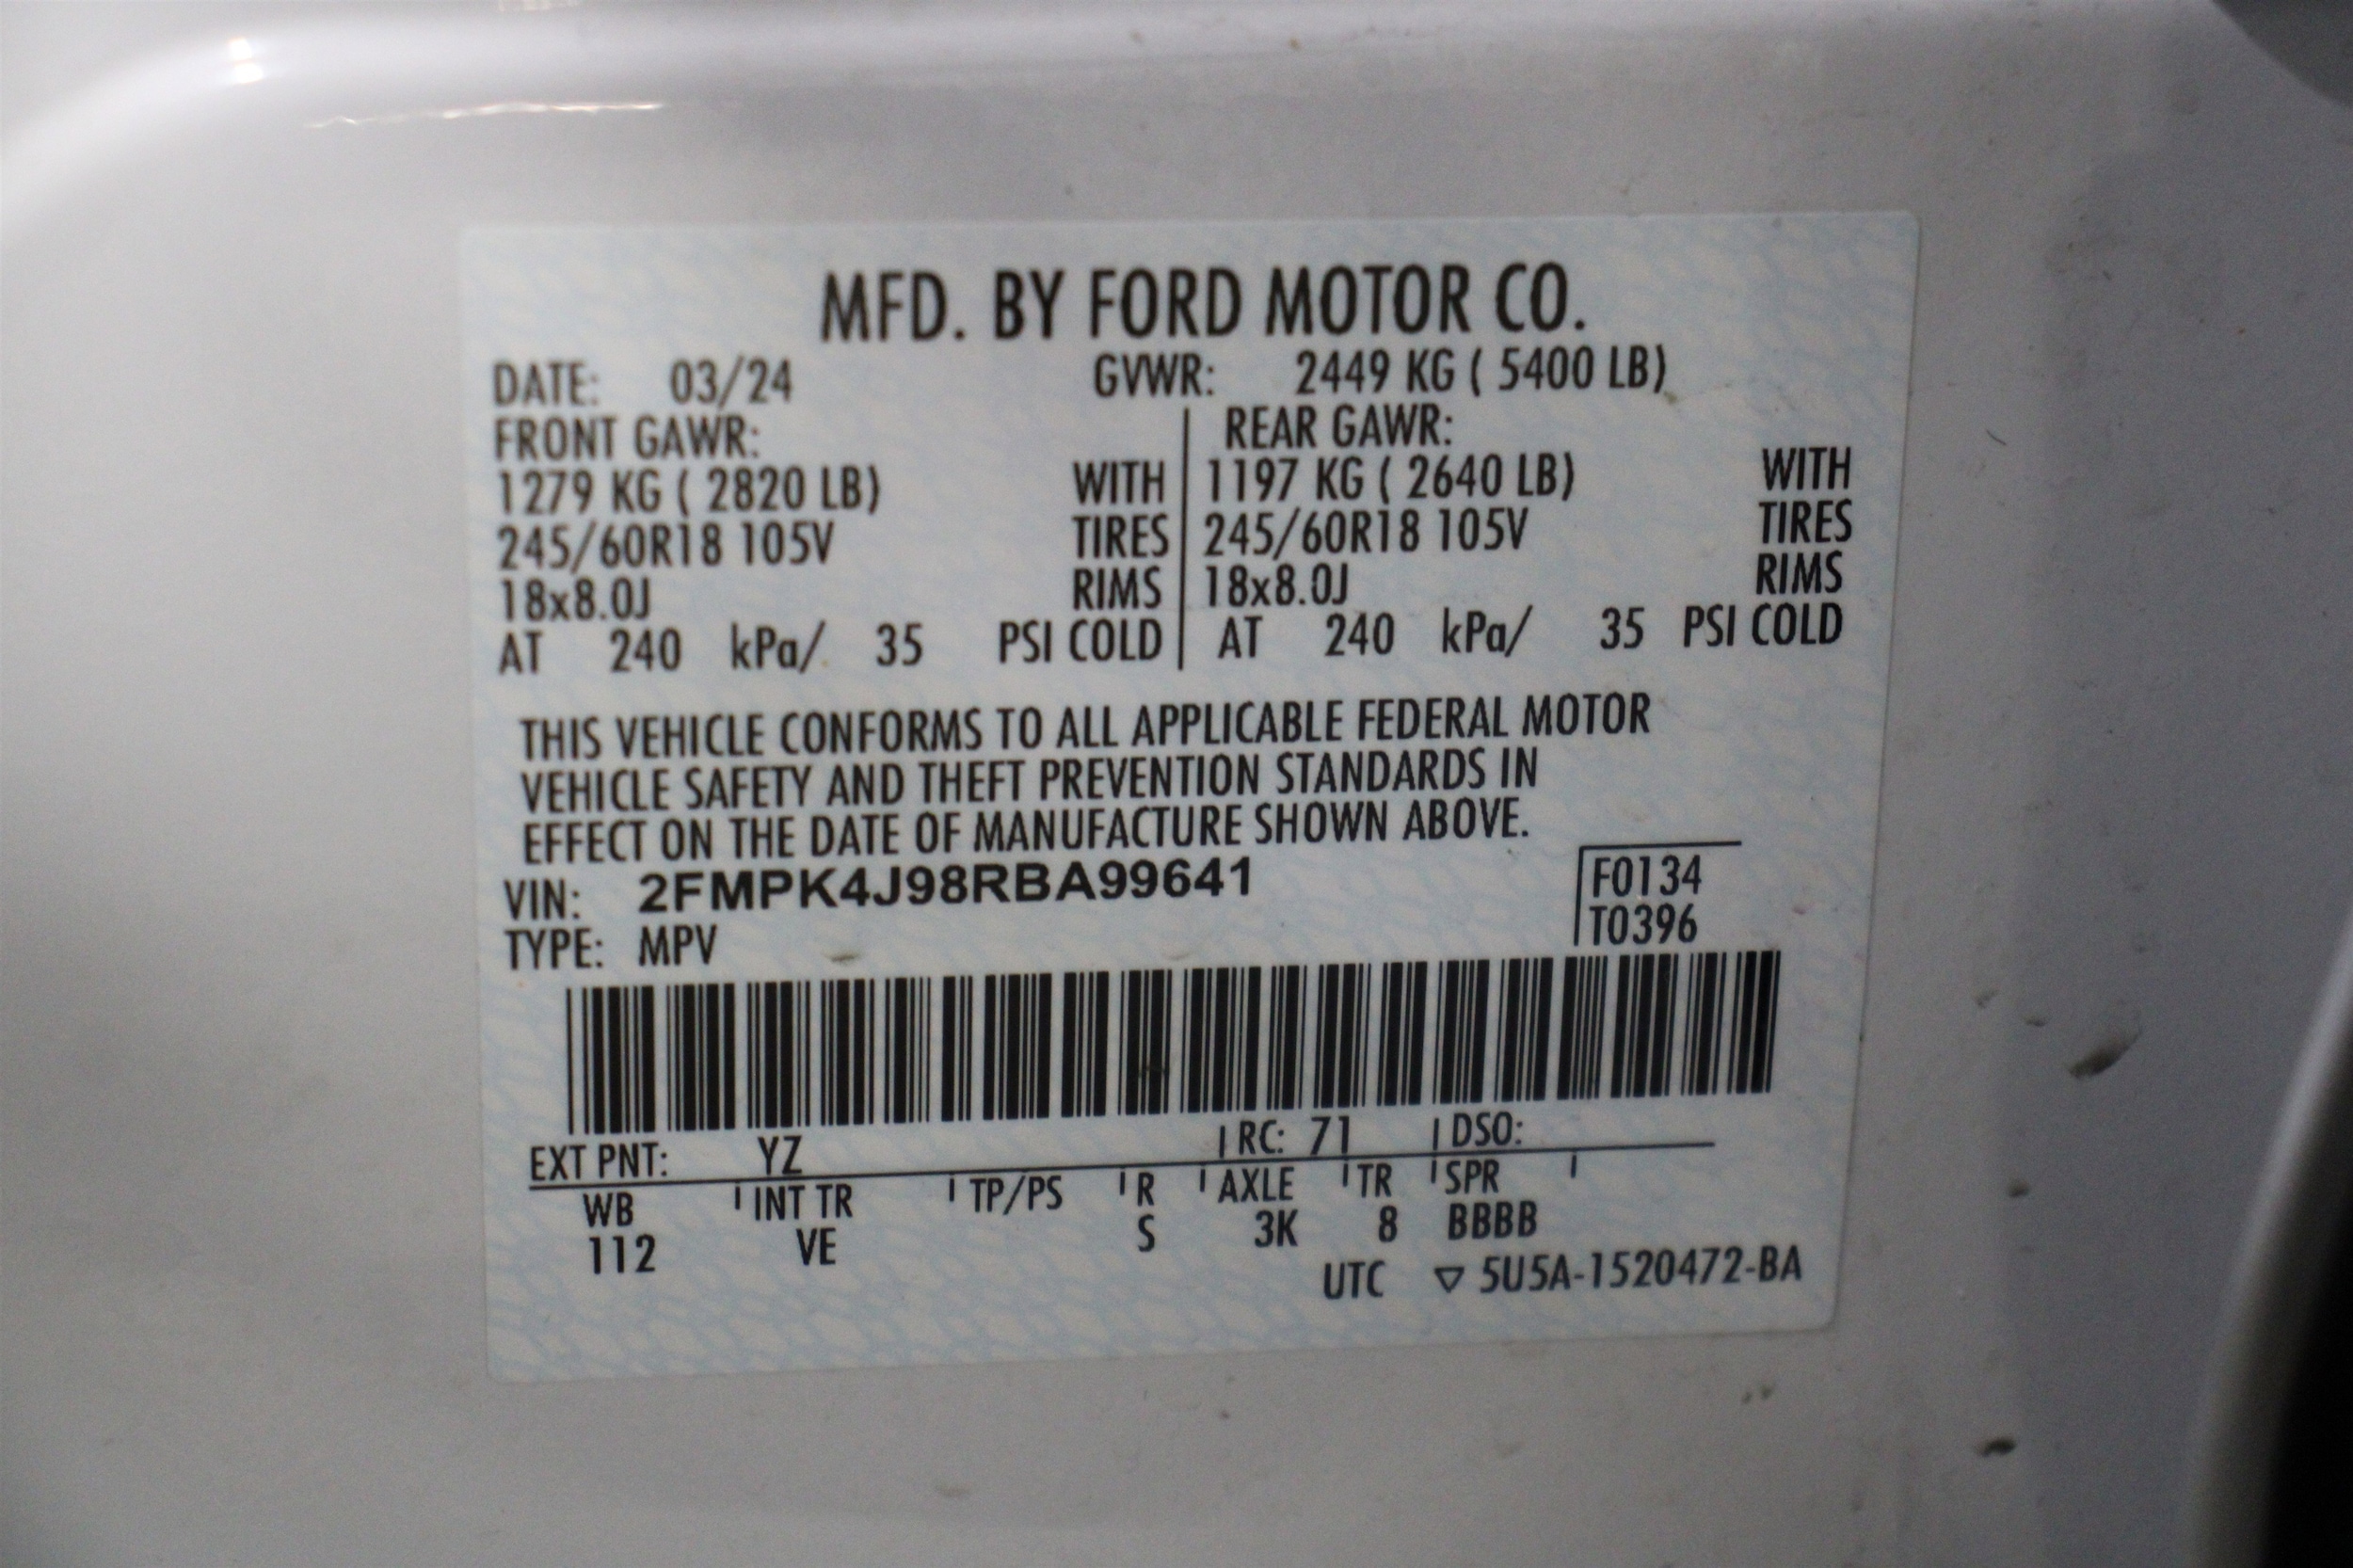 MFD. BY FORD MOTOR CO.
DATE: 03/24 GVWR: 2449 KG ( 5400 LB)
FRONT GAWR: REAR GAWR:
1279 KG ( 2820 LB) WITH 1197 KG ( 2640 LB) WITH
245/60R18 105V TIRES 245/60R18 105V TIRES
18x8.0J RIMS 18x8.0J RIMS
AT 240 kPa/ 35 PSI COLD AT 240 kPa/ 35 PSI COLD
THIS VEHICLE CONFORMS TO ALL APPLICABLE FEDERAL MOTOR
VEHICLE SAFETY AND THEFT PREVENTION STANDARDS IN
EFFECT ON THE DATE OF MANUFACTURE SHOWN ABOVE.
VIN: 2FMPK4J98RBA99641 F0134
TYPE: MPV T0396
EXT PNT: YZ RC: 71 DSO:
WB INT TR TP/PS R AXLE TR SPR
112 VE S 3K 8 BBBB
UTC ▽ 5U5A-1520472-BA